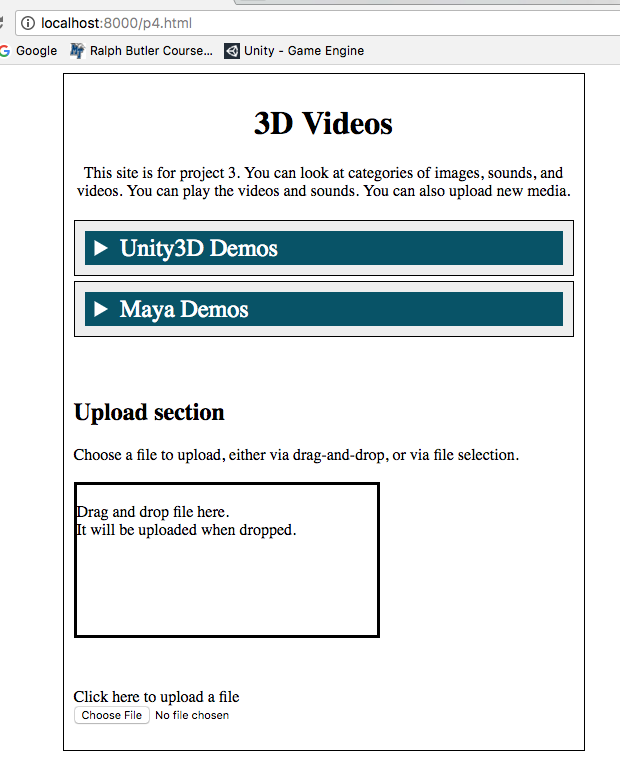 localhost:8000/p4.html
Google Ralph Butler Course... Unity - Game Engine
3D Videos
This site is for project 3. You can look at categories of images, sounds, and
videos. You can play the videos and sounds. You can also upload new media.
Unity3D Demos
Maya Demos
Upload section
Choose a file to upload, either via drag-and-drop, or via file selection.
Drag and drop file here.
It will be uploaded when dropped.
Click here to upload a file
Choose File No file chosen